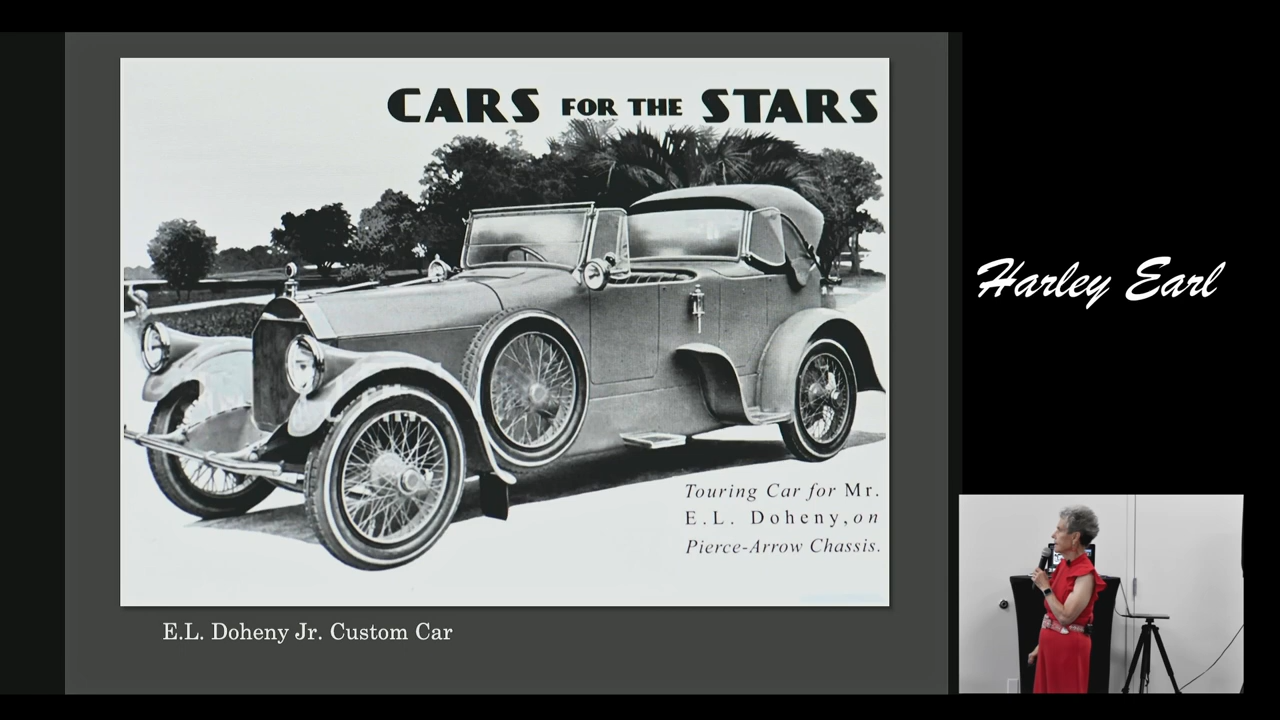 CARS FOR THE STARS
Touring Car for Mr.
E.L. Doheny, on
Pierce-Arrow Chassis.
E.L. Doheny Jr. Custom Car
Harley Earl